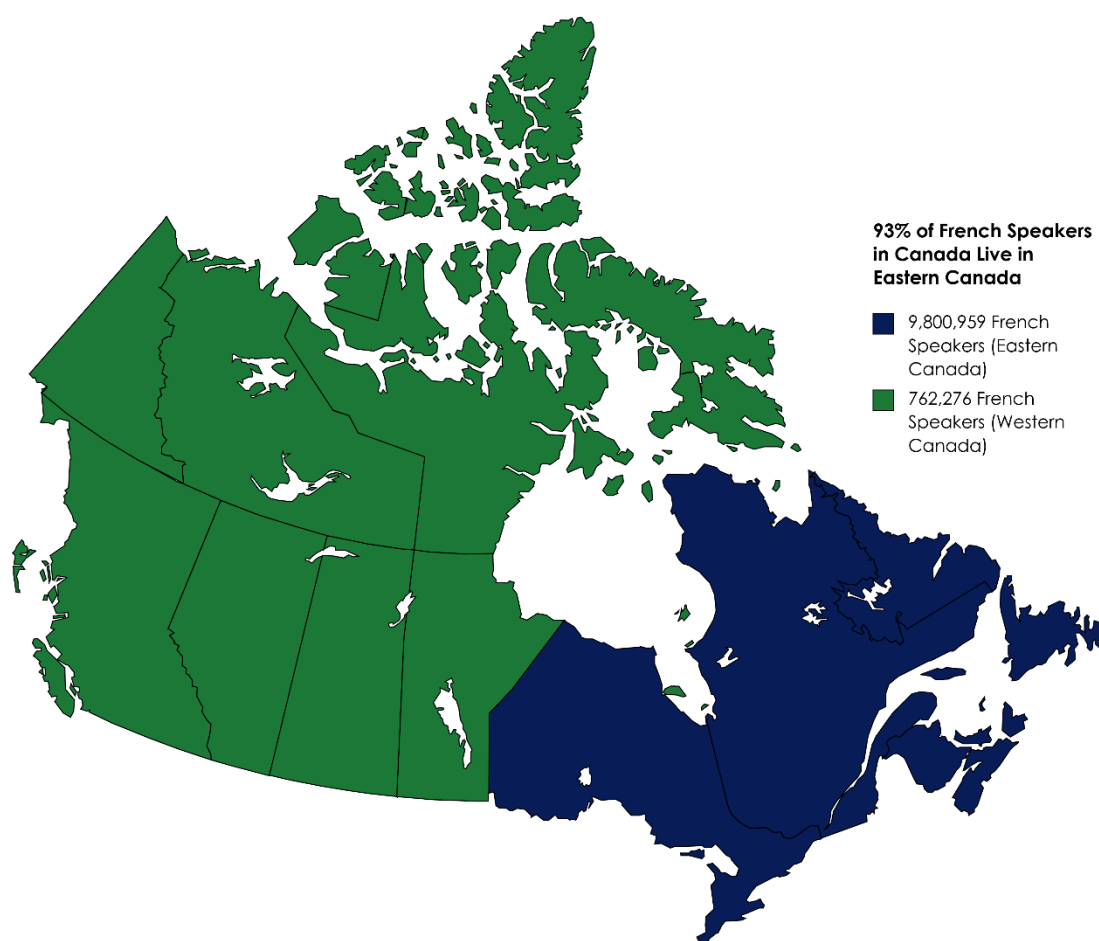 93% of French Speakers
in Canada Live in
Eastern Canada
9,800,959 French
Speakers (Eastern
Canada)
762,276 French
Speakers (Western
Canada)